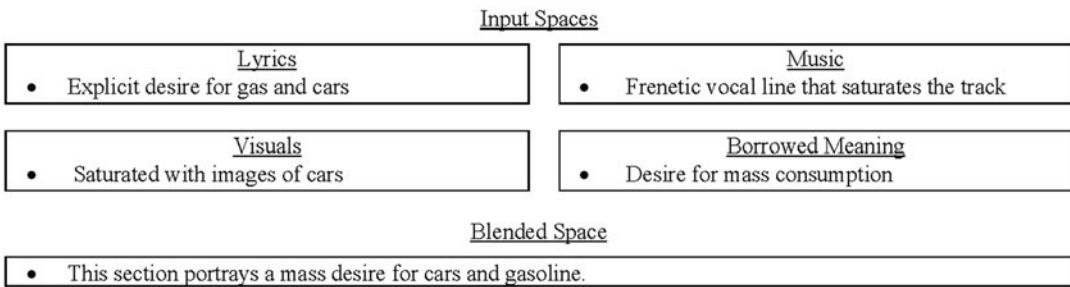 Input Spaces
Lyrics
• Explicit desire for gas and cars
Music
• Frenetic vocal line that saturates the track
Visuals
• Saturated with images of cars
Borrowed Meaning
• Desire for mass consumption
Blended Space
• This section portrays a mass desire for cars and gasoline.